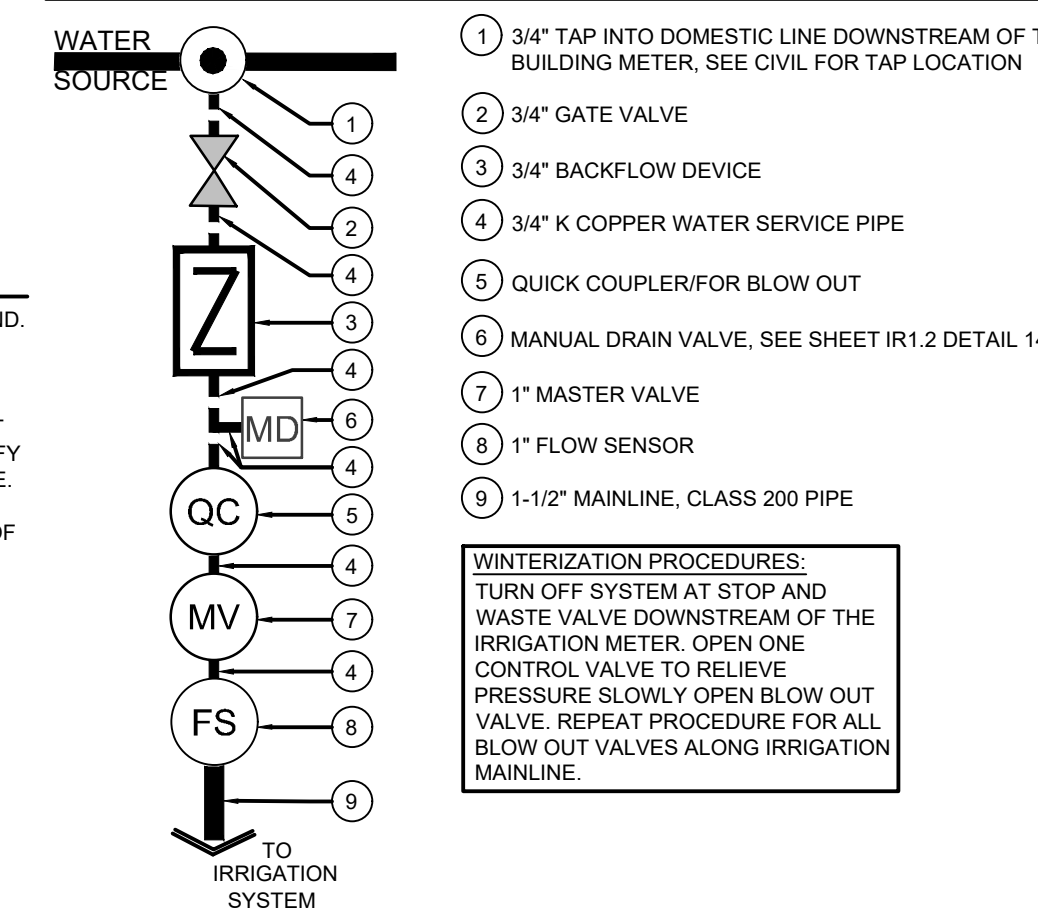 WATER
SOURCE
1
4
2
4
3
4
MD
6
4
QC
5
4
MV
7
4
FS
8
9
TO
IRRIGATION
SYSTEM
1 3/4" TAP INTO DOMESTIC LINE DOWNSTREAM OF
BUILDING METER, SEE CIVIL FOR TAP LOCATION
2 3/4" GATE VALVE
3 3/4" BACKFLOW DEVICE
4 3/4" K COPPER WATER SERVICE PIPE
5 QUICK COUPLER/FOR BLOW OUT
6 MANUAL DRAIN VALVE, SEE SHEET IR1.2 DETAIL 14
7 1" MASTER VALVE
8 1" FLOW SENSOR
9 1-1/2" MAINLINE, CLASS 200 PIPE
WINTERIZATION PROCEDURES:
TURN OFF SYSTEM AT STOP AND
WASTE VALVE DOWNSTREAM OF THE
IRRIGATION METER. OPEN ONE
CONTROL VALVE TO RELIEVE
PRESSURE SLOWLY OPEN BLOW OUT
VALVE. REPEAT PROCEDURE FOR ALL
BLOW OUT VALVES ALONG IRRIGATION
MAINLINE.